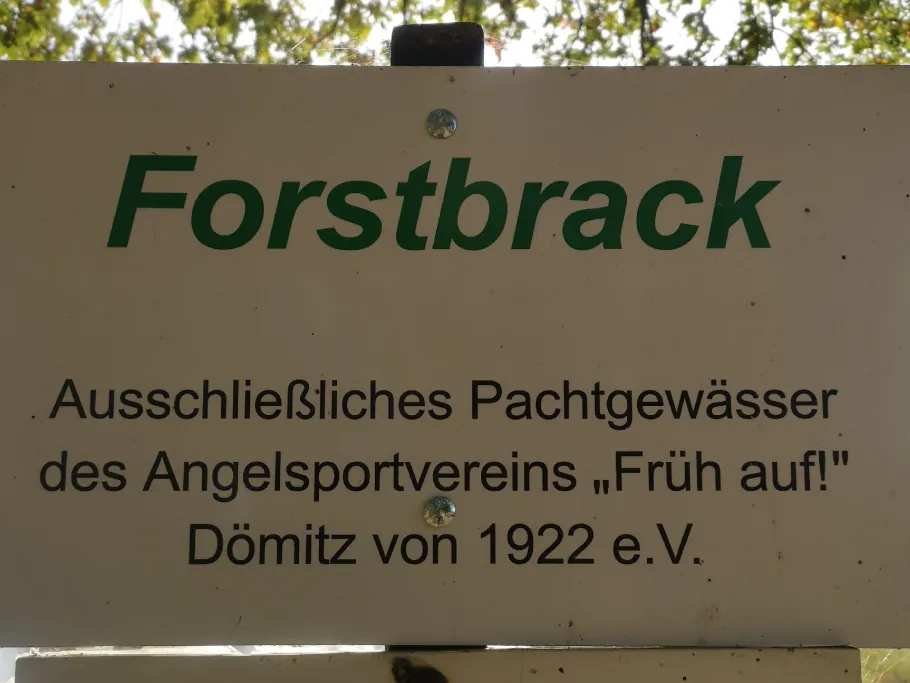 Forstbrack
Ausschließliches Pachtgewässer
des Angelsportvereins „Früh auf!"
Dömitz von 1922 e.V.